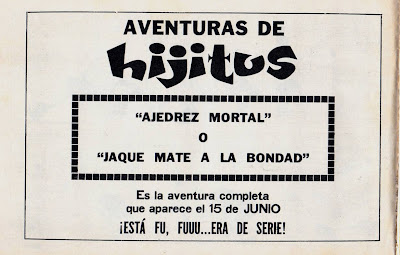 AVENTURAS DE
hijitus
"AJEDREZ MORTAL"
O
"JAQUE MATE A LA BONDAD"
Es la aventura completa
que aparece el 15 de JUNIO
¡ESTÁ FU, FUUU...ERA DE SERIE!